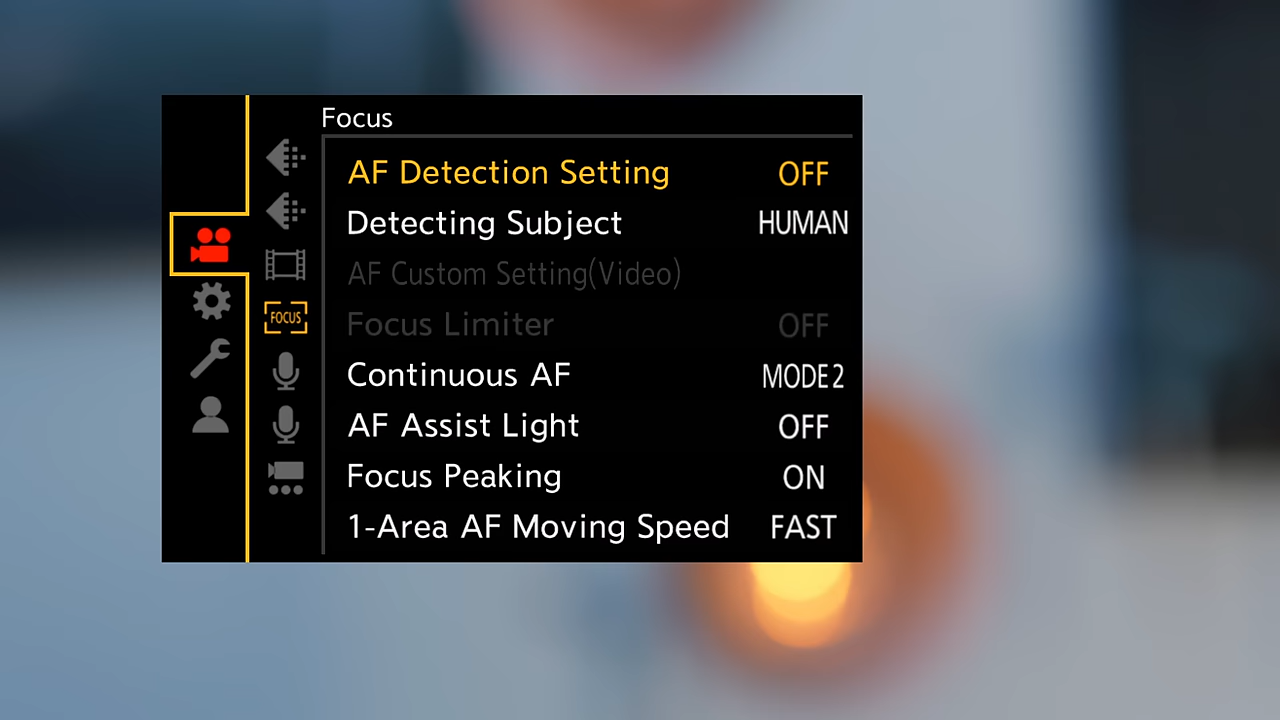 Focus
AF Detection Setting OFF
Detecting Subject HUMAN
AF Custom Setting(Video)
Focus Limiter OFF
FOCUS
Continuous AF MODE2
AF Assist Light OFF
Focus Peaking ON
1-Area AF Moving Speed FAST